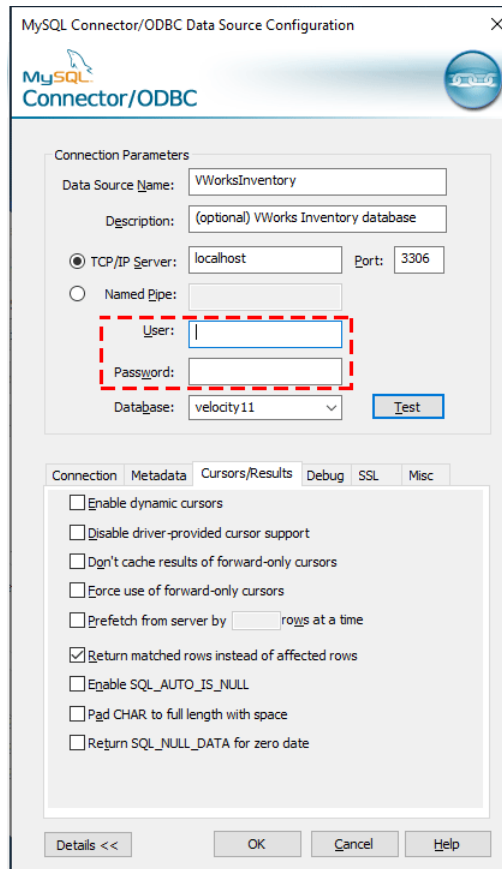 MySQL Connector/ODBC Data Source Configuration
MySQL
Connector/ODBC
Connection Parameters
Data Source Name: VWorksInventory
Description: (optional) VWorks Inventory database
TCP/IP Server: localhost Port: 3306
Named Pipe:
User:
Password:
Database: velocity11 Test
Connection Metadata Cursors/Results Debug SSL Misc
Enable dynamic cursors
Disable driver-provided cursor support
Don't cache results of forward-only cursors
Force use of forward-only cursors
Prefetch from server by rows at a time
Return matched rows instead of affected rows
Enable SQL_AUTO_IS_NULL
Pad CHAR to full length with space
Return SQL_NULL_DATA for zero date
Details << OK Cancel Help